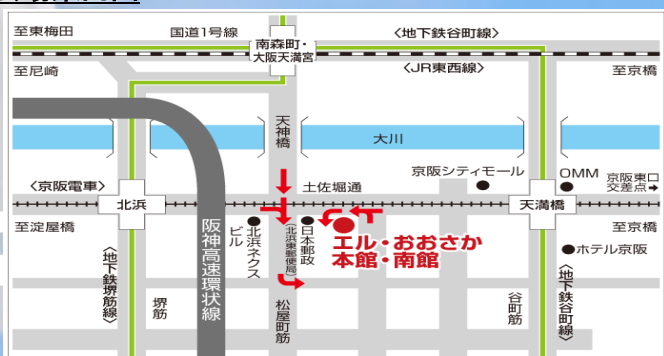 至東梅田
国道1号線
南森町・
大阪天満宮
〈地下鉄谷町線〉
至尼崎
〈JR東西線〉
至京橋
天神橋
大川
京阪シティモール
OMM
京阪東口
交差点→
〈京阪電車〉
北浜
土佐堀通
天満橋
至淀屋橋
阪神高速環状線
北浜ネクス
ビル
(北浜東郵便局)
日本郵政
エル・おおさか
本館・南館
至京橋
ホテル京阪
〈地下鉄堺筋線〉
堺筋
松屋町筋
谷町筋
〈地下鉄谷町線〉